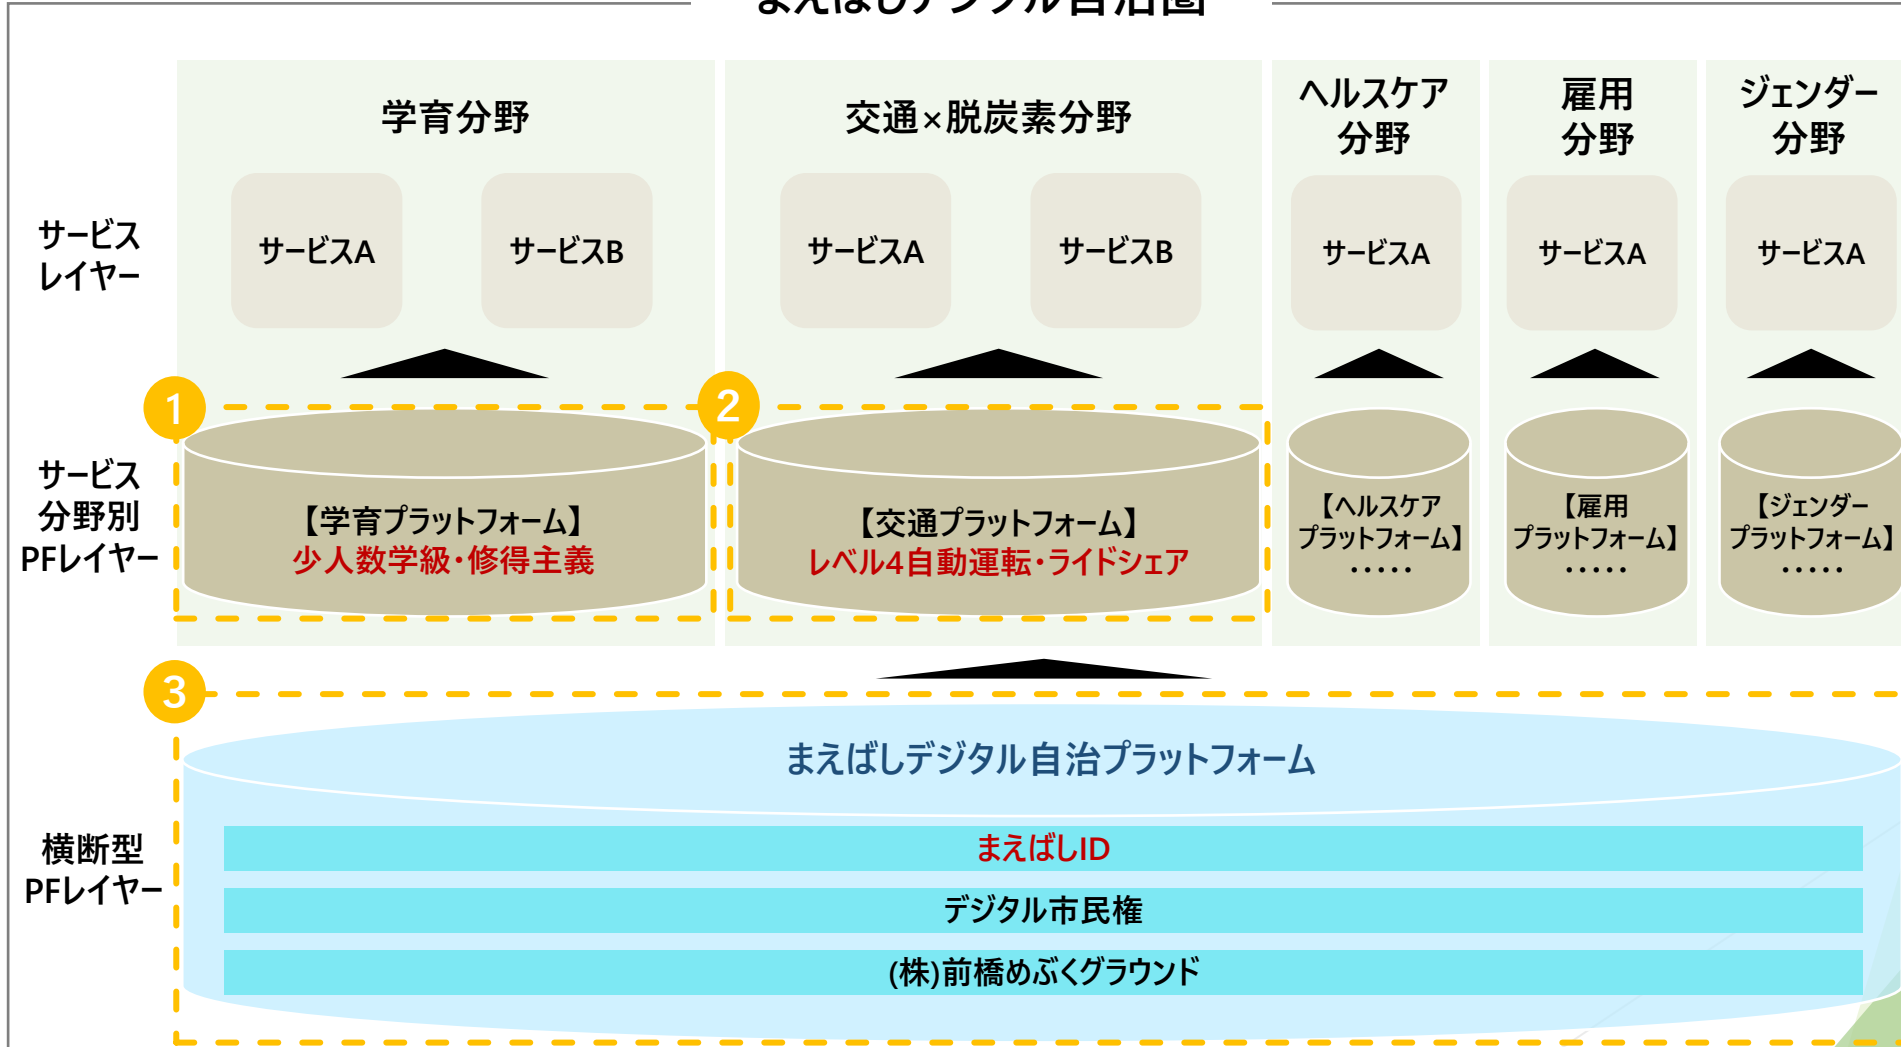 まえばしデジタル自治圏
学育分野
交通×脱炭素分野
ヘルスケア
分野
雇用
分野
ジェンダー
分野
サービス
レイヤー
サービスA
サービスB
サービスA
サービスB
サービスA
サービスA
サービスA
1
2
サービス
分野別
PFレイヤー
【学育プラットフォーム】
少人数学級・修得主義
【交通プラットフォーム】
レベル4自動運転・ライドシェア
【ヘルスケア
プラットフォーム】
・・・・・
【雇用
プラットフォーム】
・・・・・
【ジェンダー
プラットフォーム】
・・・・・
3
まえばしデジタル自治プラットフォーム
横断型
PFレイヤー
まえばしID
デジタル市民権
(株)前橋めぶくグラウンド